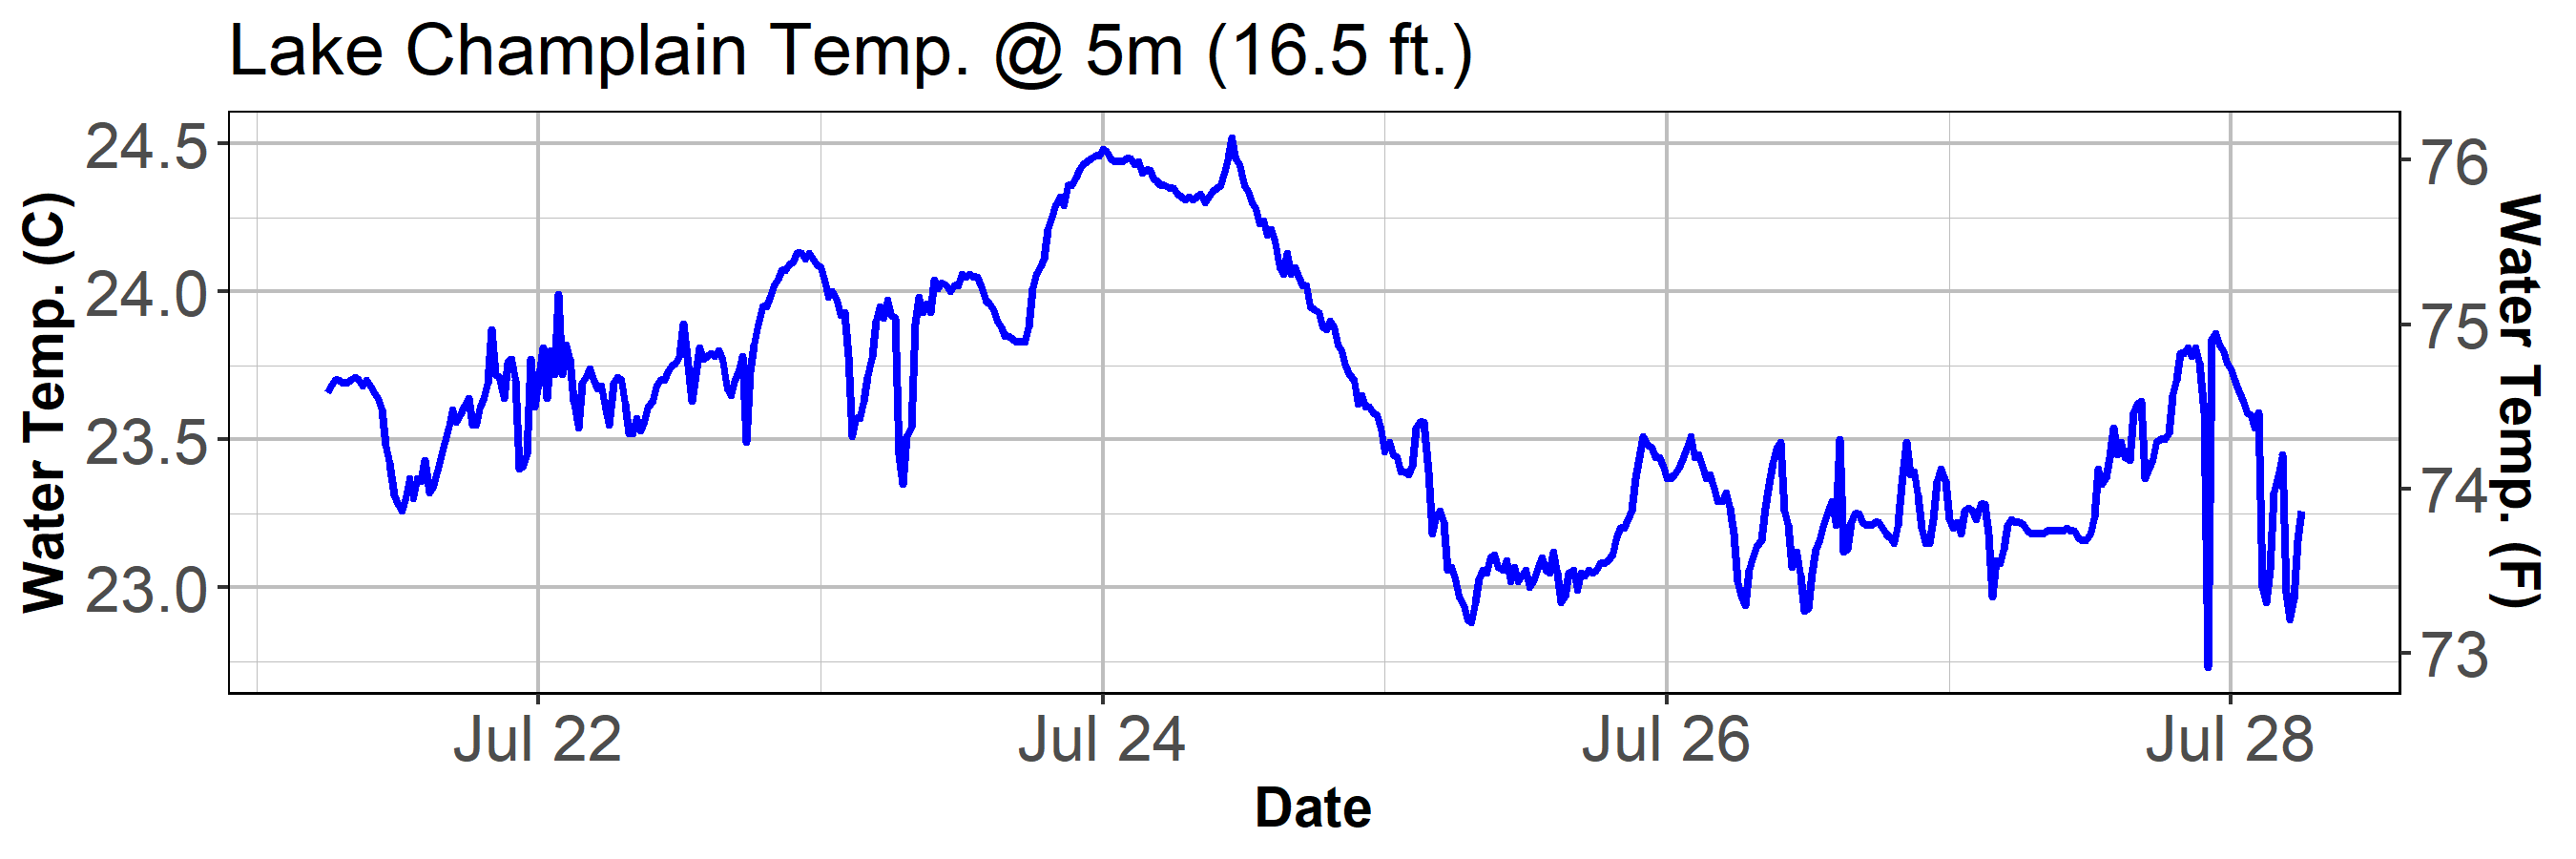 Lake Champlain Temp. @ 5m (16.5 ft.)
Water Temp. (C)
24.5
24.0
23.5
23.0
76
75
74
73
Water Temp. (F)
Jul 22
Jul 24
Jul 26
Jul 28
Date